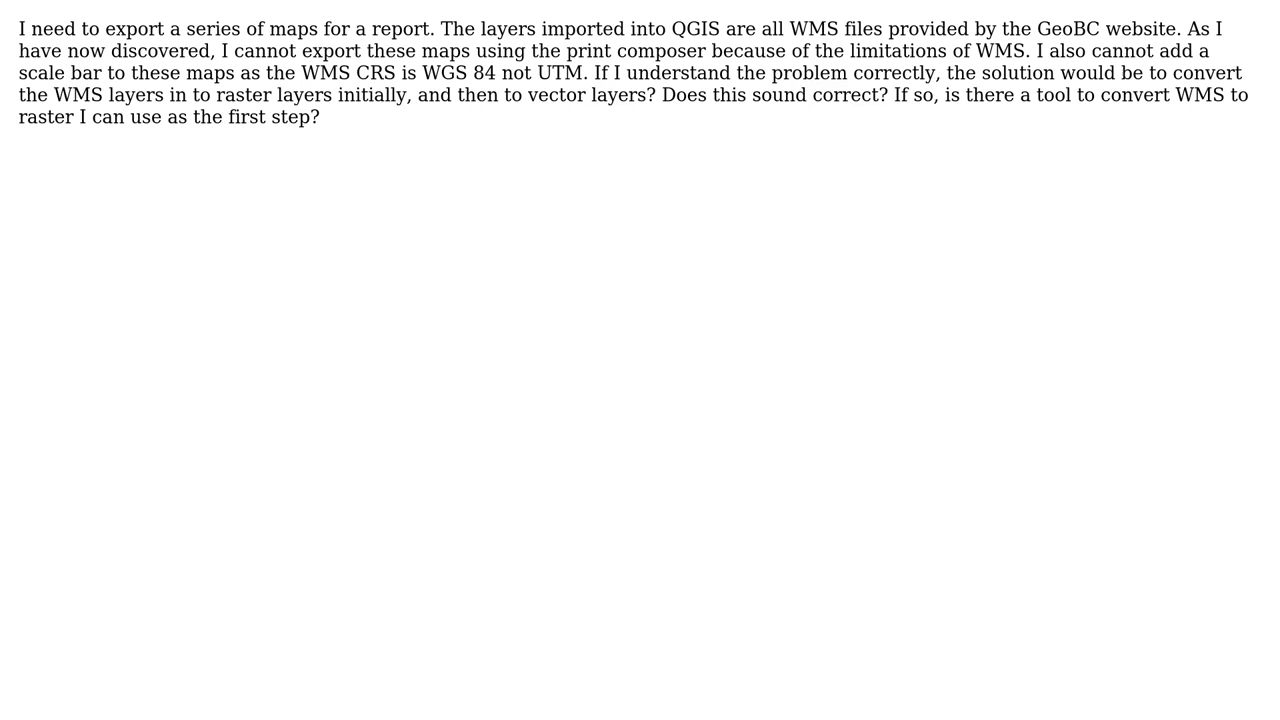 I need to export a series of maps for a report. The layers imported into QGIS are all WMS files provided by the GeoBC website. As I
have now discovered, I cannot export these maps using the print composer because of the limitations of WMS. I also cannot add a
scale bar to these maps as the WMS CRS is WGS 84 not UTM. If I understand the problem correctly, the solution would be to convert
the WMS layers in to raster layers initially, and then to vector layers? Does this sound correct? If so, is there a tool to convert WMS to
raster I can use as the first step?